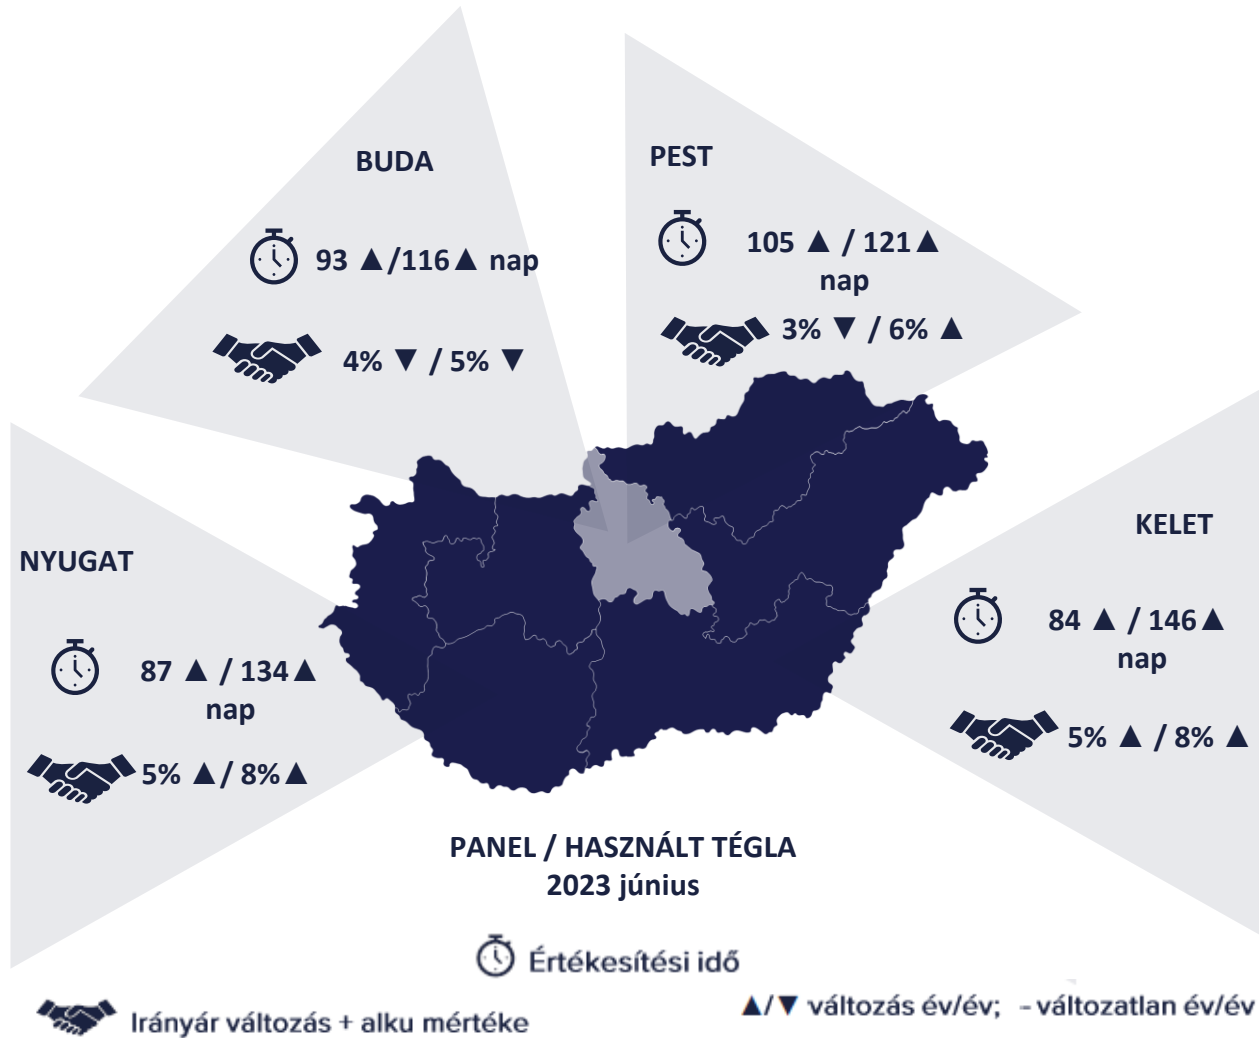 BUDA
93 ▲/116▲ nap
4% ▼ / 5% ▼
PEST
105 ▲ / 121▲
nap
3% ▼ / 6% ▲
NYUGAT
87 ▲ / 134▲
nap
5% ▲/ 8%▲
KELET
84 ▲ / 146▲
nap
5% ▲ / 8% ▲
PANEL / HASZNÁLT TÉGLA
2023 június
Értékesítési idő
Irányár változás + alku mértéke
▲/▼ változás év/év; - változatlan év/év